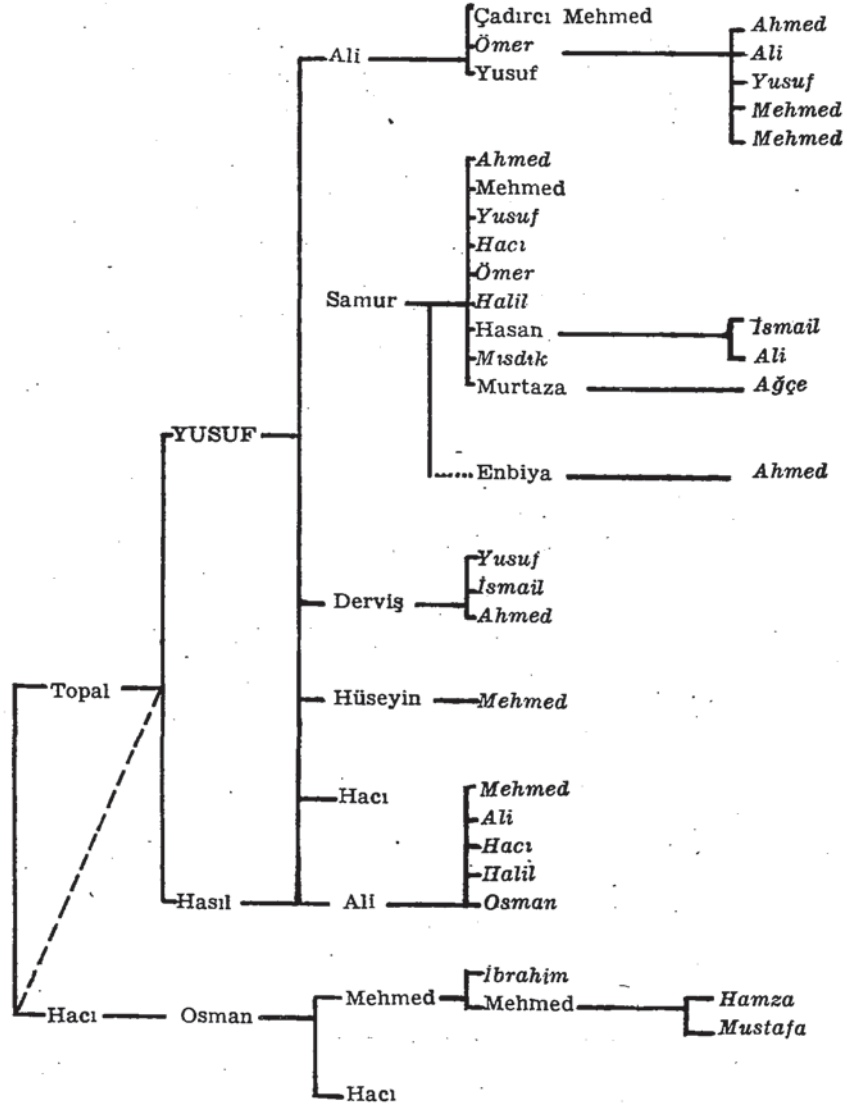 Çadırcı Mehmed
Ömer
Yusuf
Ali
Ahmed
Ali
Yusuf
Mehmed
Mehmed
Ahmed
Mehmed
Yusuf
Hacı
Ömer
Halil
Hasan
Mısdık
Murtaza
Samur
İsmail
Ali
Ağçe
YUSUF
Enbiya
Ahmed
Yusuf
İsmail
Ahmed
Derviş
Topal
Hüseyin
Mehmed
Hacı
Mehmed
Ali
Hacı
Halil
Osman
Hasıl
Ali
Hacı
Osman
Mehmed
İbrahim
Mehmed
Hamza
Mustafa
Hacı